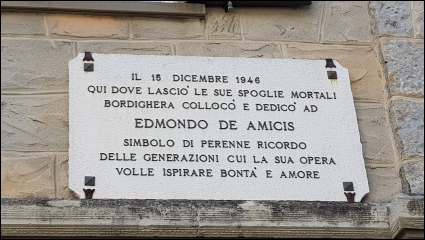 IL 15 DICEMBRE 1946
QUI DOVE LASCIO' LE SUE SPOGLIE MORTALI
BORDIGHERA COLLOCO' E DEDICO' AD
EDMONDO DE AMICIS
SIMBOLO DI PERENNE RICORDO
DELLE GENERAZIONI CUI LA SUA OPERA
VOLLE ISPIRARE BONTA' E AMORE